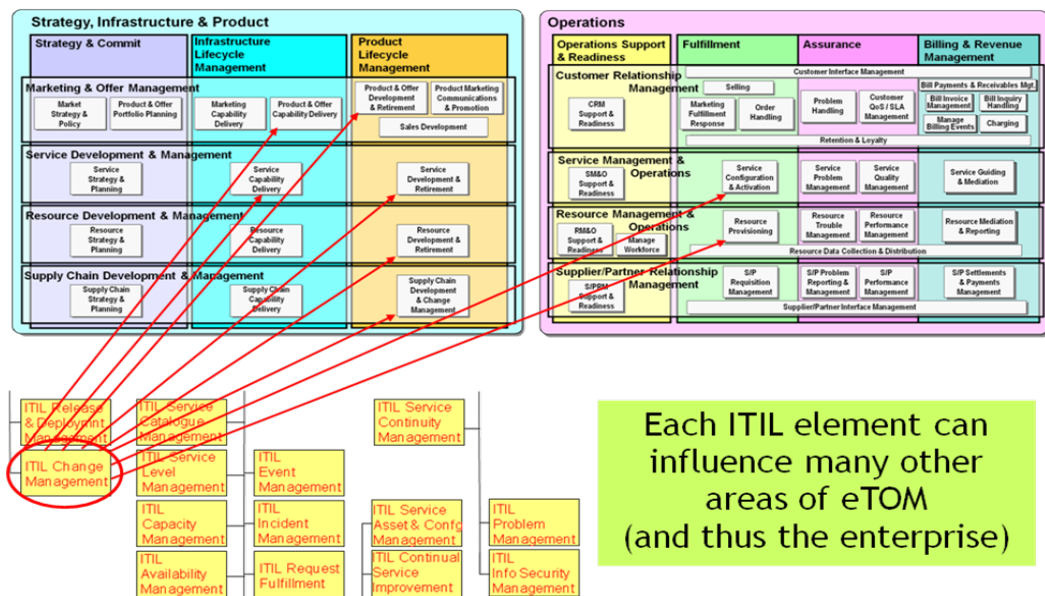 Strategy, Infrastructure & Product
Strategy & Commit
Infrastructure
Lifecycle
Management
Product
Lifecycle
Management
Marketing & Offer Management
Market
Strategy &
Policy
Product & Offer
Portfolio Planning
Marketing
Capability
Delivery
Product & Offer
Capability Delivery
Product & Offer
Development
& Retirement
Product Marketing
Communications
& Promotion
Sales Development
Service Development & Management
Service
Strategy &
Planning
Service
Capability
Delivery
Service
Development &
Retirement
Resource Development & Management
Resource
Strategy &
Planning
Resource
Capability
Delivery
Resource
Development &
Retirement
Supply Chain Development & Management
Supply Chain
Strategy &
Planning
Supply Chain
Capability
Delivery
Supply Chain
Development
& Change
Management
Operations
Operations Support
& Readiness
Fulfillment
Assurance
Billing & Revenue
Management
Customer Relationship
Management
Customer Interface Management
Selling
Bill Payments & Receivables Mgt.
CRM
Support &
Readiness
Marketing
Fulfillment
Response
Order
Handling
Problem
Handling
Customer
QoS / SLA
Management
Bill Invoice
Management
Bill Inquiry
Handling
Manage
Billing Events
Charging
Retention & Loyalty
Service Management &
Operations
SM&O
Support &
Readiness
Service
Configuration
& Activation
Service
Problem
Management
Service
Quality
Management
Service Guiding
& Mediation
Resource Management &
Operations
RM&O
Support &
Readiness
Manage
Workforce
Resource
Provisioning
Resource
Trouble
Management
Resource
Performance
Management
Resource Mediation
& Reporting
Resource Data Collection & Distribution
Supplier/Partner Relationship
Management
S/PRM
Support &
Readiness
S/P
Requisition
Management
S/P Problem
Reporting &
Management
S/P
Performance
Management
S/P Settlements
& Payments
Management
Supplier/Partner Interface Management
ITIL Release
& Deploymnt
Management
ITIL Change
Management
ITIL Service
Catalogue
Management
ITIL Service
Level
Management
ITIL
Capacity
Management
ITIL
Availability
Management
ITIL
Event
Management
ITIL
Incident
Management
ITIL Request
Fulfillment
ITIL Service
Continuity
Management
ITIL Service
Asset & Confg
Management
ITIL Continual
Service
Improvement
ITIL
Problem
Management
ITIL
Info Security
Management
Each ITIL element can
influence many other
areas of eTOM
(and thus the enterprise)